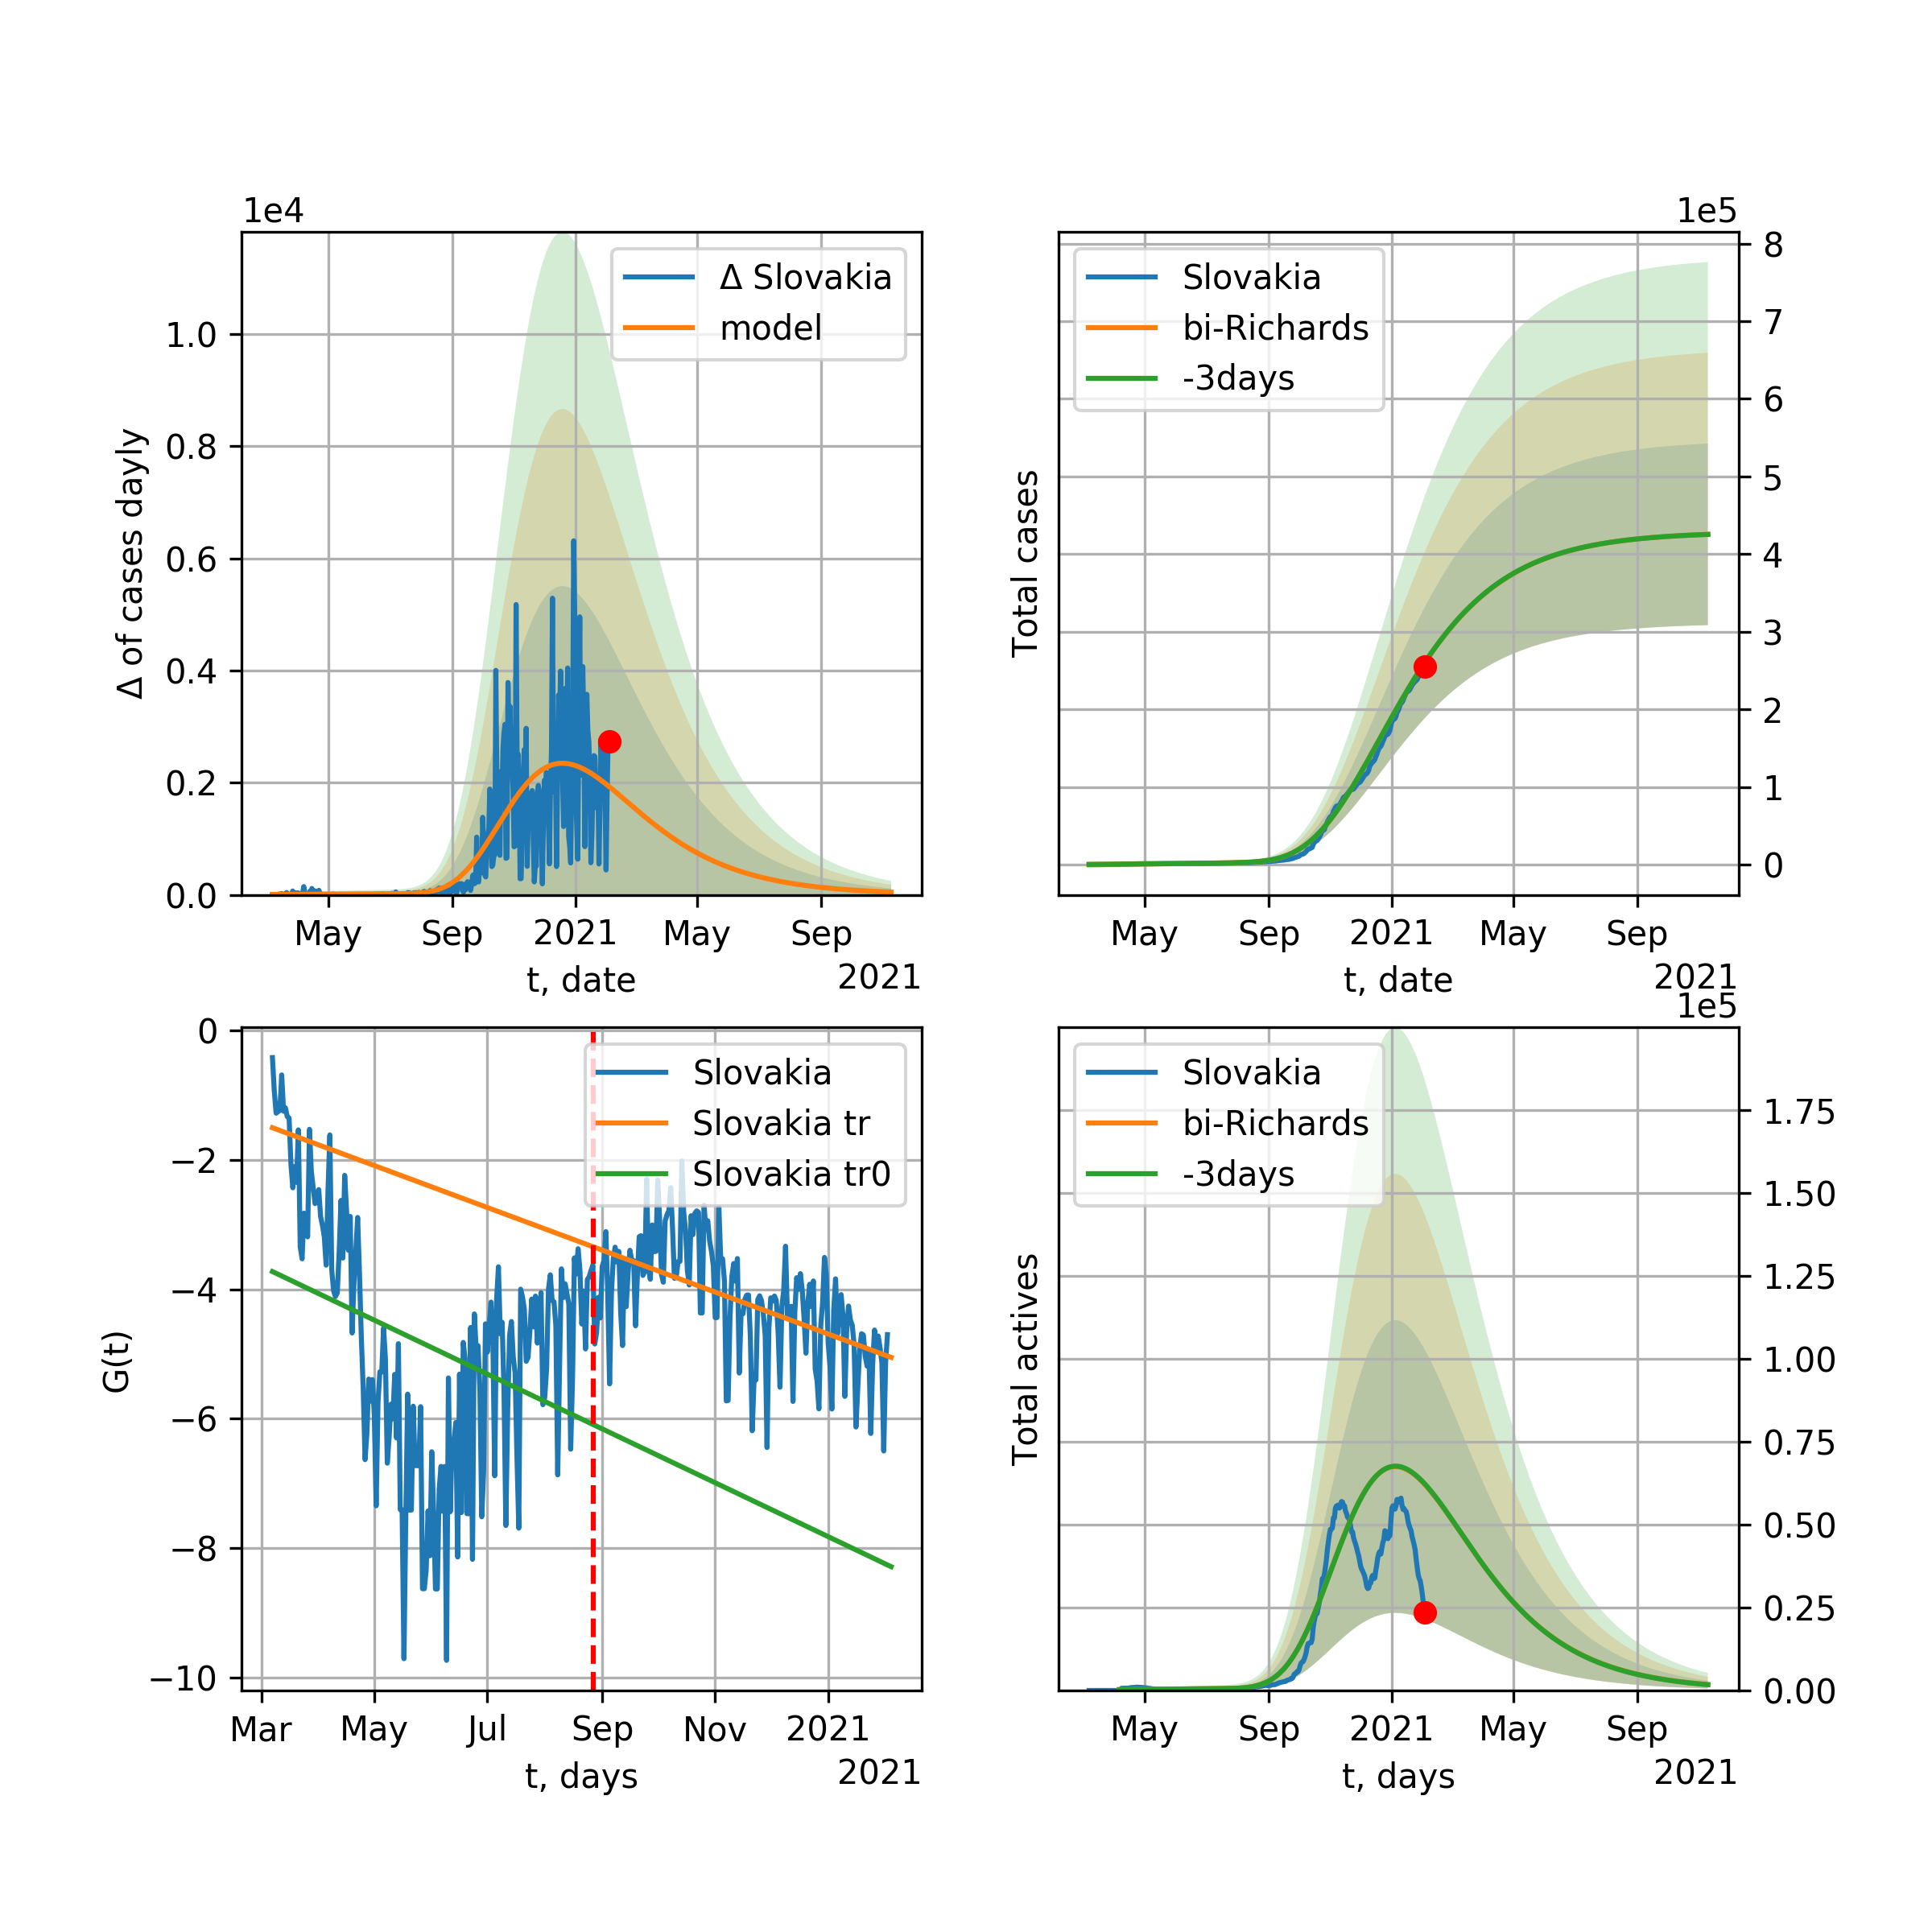 1e4
Δ of cases dayly
1.0
0.8
0.6
0.4
0.2
0.0
Δ Slovakia
model
May Sep 2021 May Sep
t, date
2021
1e5
Total cases
Slovakia
bi-Richards
-3days
8
7
6
5
4
3
2
1
0
May Sep 2021 May Sep
t, date
2021
G(t)
0
−2
−4
−6
−8
−10
Slovakia
Slovakia tr
Slovakia tr0
Mar May Jul Sep Nov 2021
t, days
2021
1e5
Total actives
Slovakia
bi-Richards
-3days
1.75
1.50
1.25
1.00
0.75
0.50
0.25
0.00
May Sep 2021 May Sep
t, days
2021